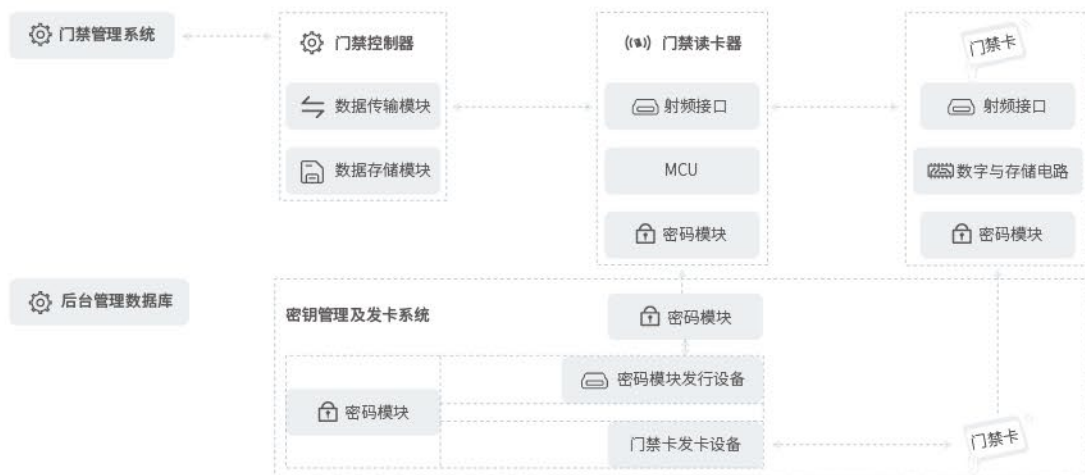 门禁管理系统
门禁控制器
数据传输模块
数据存储模块
门禁读卡器
射频接口
MCU
密码模块
门禁卡
射频接口
数字与存储电路
密码模块
后台管理数据库
密钥管理及发卡系统
密码模块
密码模块发行设备
密码模块
门禁卡发卡设备
门禁卡